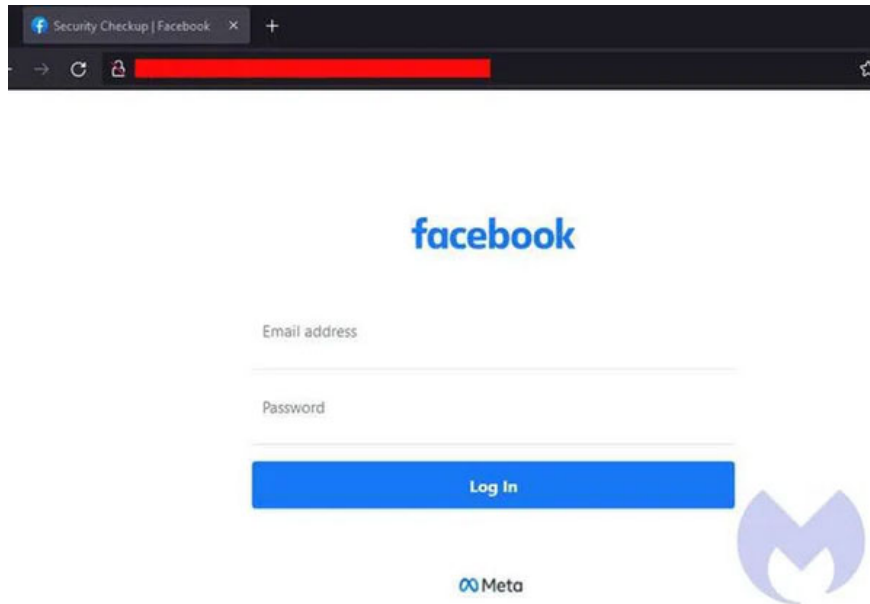 Security Checkup | Facebook
facebook
Email address
Password
Log In
Meta